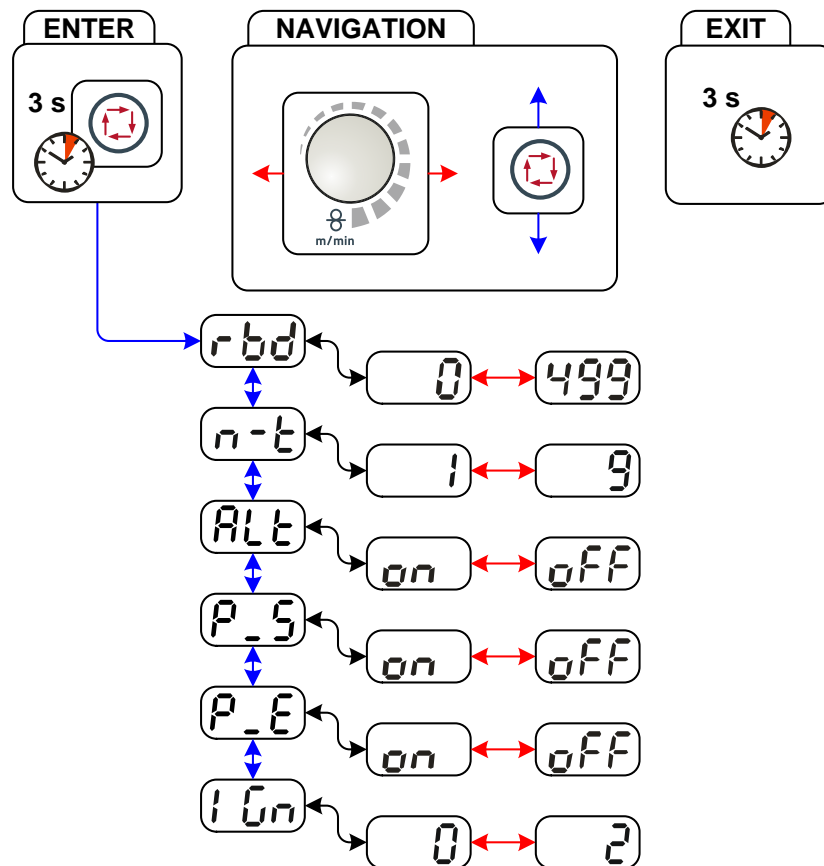 ENTER
NAVIGATION
EXIT
3 s
3 s
m/min
rbd
0
499
n-t
1
9
ALt
on
oFF
P_S
on
oFF
P_E
on
oFF
IGn
0
2